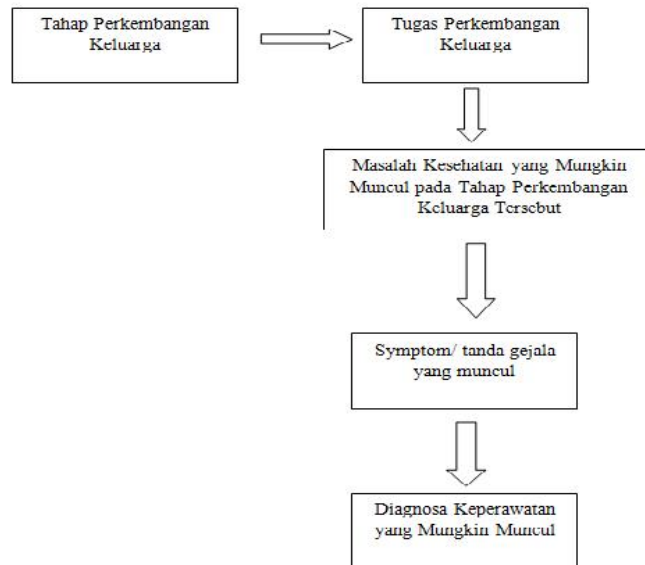 Tahap Perkembangan
Keluarga
Tugas Perkembangan
Keluarga
Masalah Kesehatan yang Mungkin
Muncul pada Tahap Perkembangan
Keluarga Tersebut
Symptom/ tanda gejala
yang muncul
Diagnosa Keperawatan
yang Mungkin Muncul